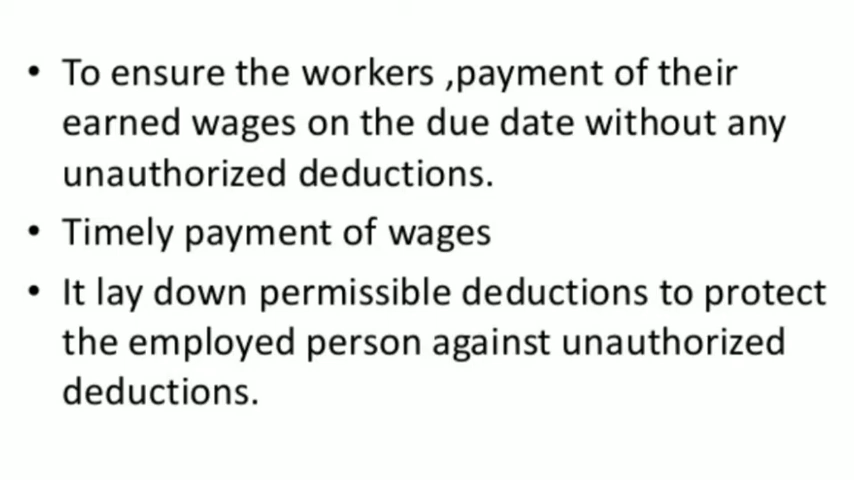 • To ensure the workers ,payment of their
earned wages on the due date without any
unauthorized deductions.
• Timely payment of wages
• It lay down permissible deductions to protect
the employed person against unauthorized
deductions.